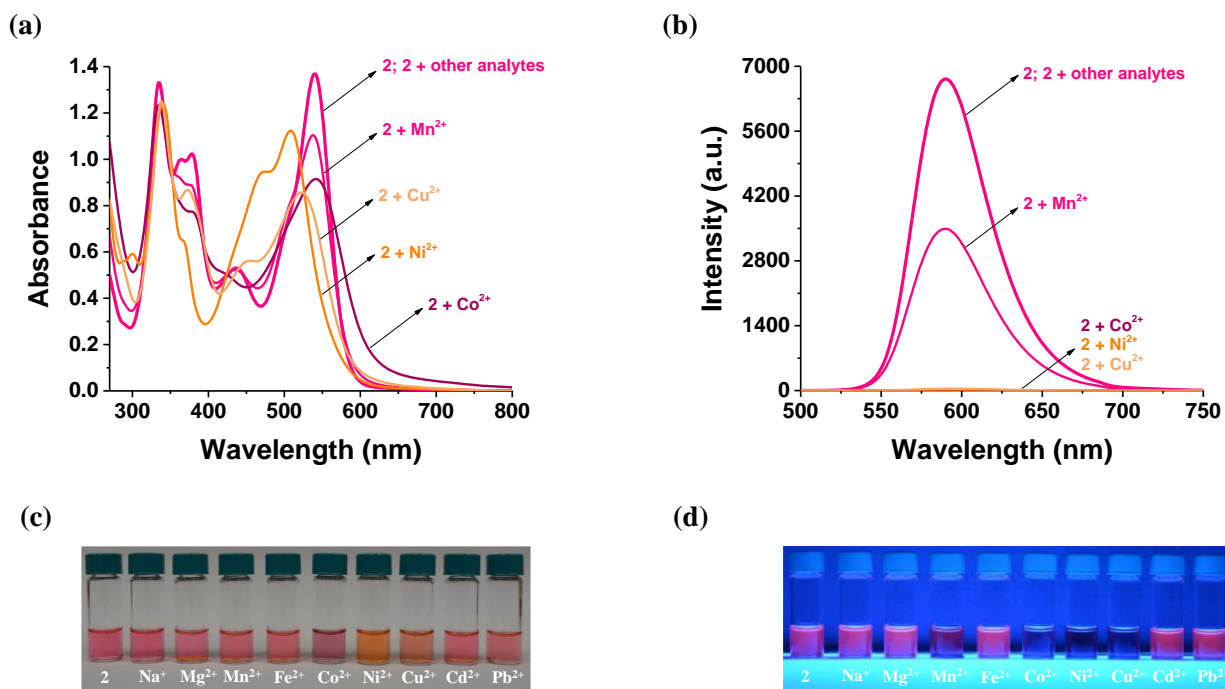 (a)
1.4
1.2
1.0
0.8
0.6
0.4
0.2
0.0
Absorbance
300 400 500 600 700 800
Wavelength (nm)
2; 2 + other analytes
2 + Mn²⁺
2 + Cu²⁺
2 + Ni²⁺
2 + Co²⁺
(b)
7000
5600
4200
2800
1400
0
Intensity (a.u.)
500 550 600 650 700 750
Wavelength (nm)
2; 2 + other analytes
2 + Mn²⁺
2 + Co²⁺
2 + Ni²⁺
2 + Cu²⁺
(c)
2 Na⁺ Mg²⁺ Mn²⁺ Fe²⁺ Co²⁺ Ni²⁺ Cu²⁺ Cd²⁺ Pb²⁺
(d)
2 Na⁺ Mg²⁺ Mn²⁺ Fe²⁺ Co²⁺ Ni²⁺ Cu²⁺ Cd²⁺ Pb²